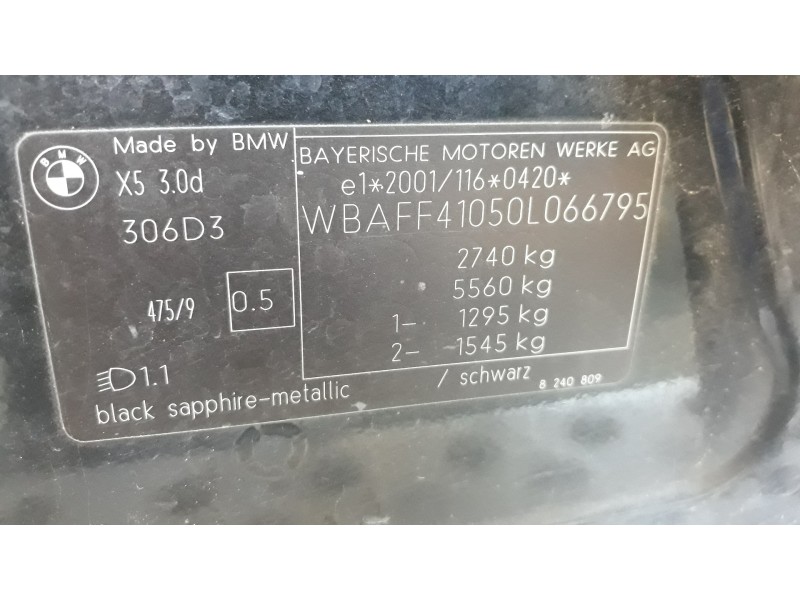 BMW
Made by BMW
X5 3.0d
306D3
475/9
0.5
1.1
black sapphire-metallic
BAYERISCHE MOTOREN WERKE AG
e1*2001/116*0420*
WBAFF41050L066795
2740 kg
5560 kg
1- 1295 kg
2- 1545 kg
/ schwarz
8 240 809